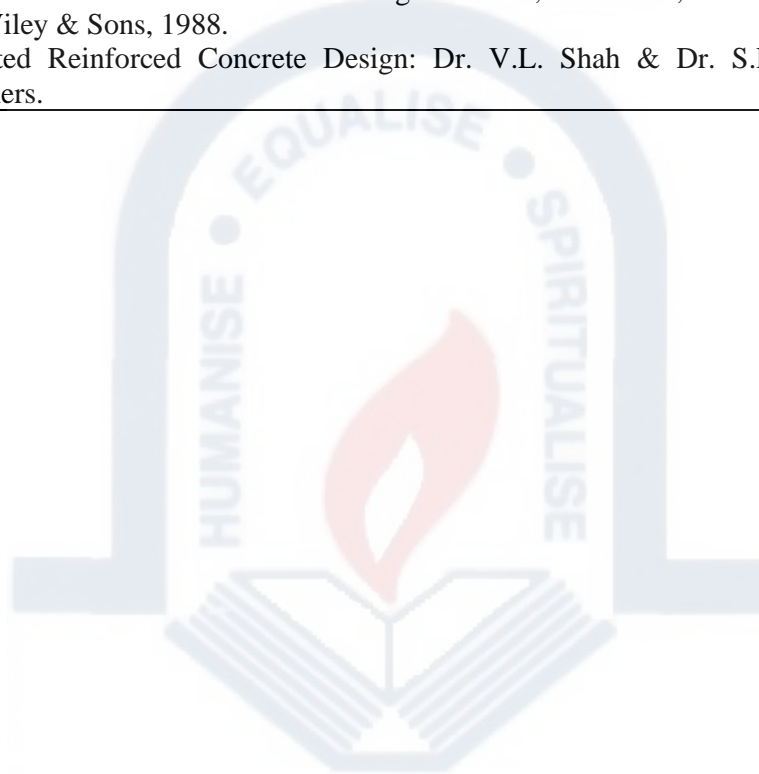 Wiley & Sons, 1988.
ted Reinforced Concrete Design: Dr. V.L. Shah & Dr. S.
ers.
HUMANISE • EQUALISE • SPIRITUALISE